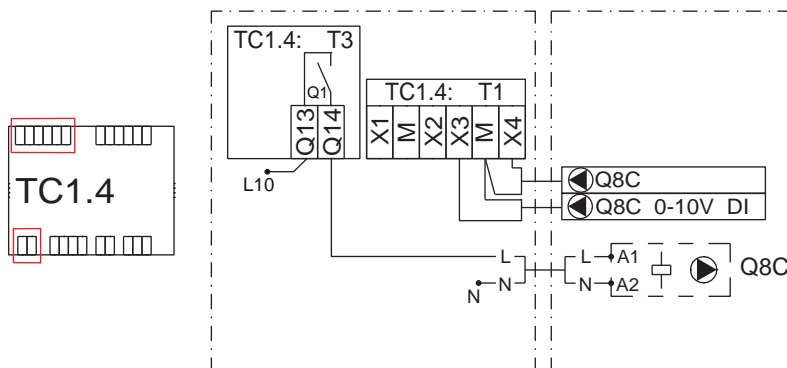 TC1.4: T3
Q1
Q13
Q14
L10
TC1.4: T1
X1
M
X2
X3
M
X4
TC1.4
Q8C
Q8C 0-10V DI
L
L
A1
Q8C
N
N
N
A2